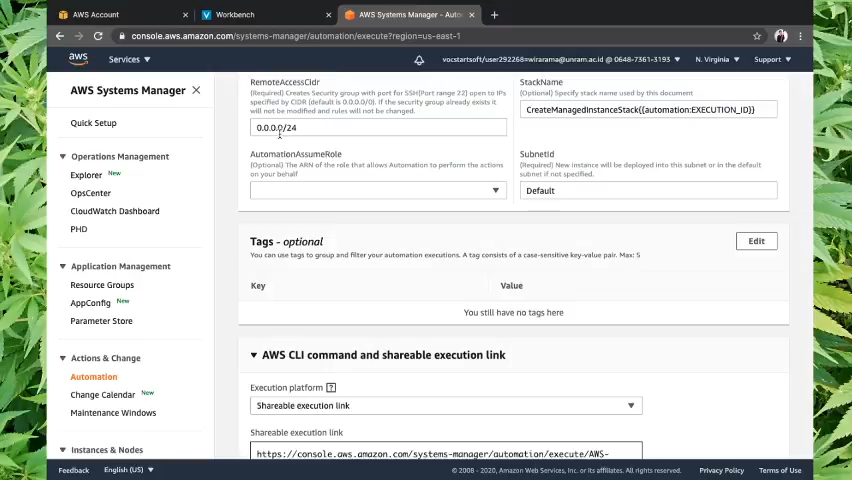 AWS Account
Workbench
AWS Systems Manager - Auto
console.aws.amazon.com/systems-manager/automation/execute?region=us-east-1
aws
Services
vocstartsoft/user292268=wirarama@unram.ac.id @ 0648-7361-3193
N. Virginia
Support
AWS Systems Manager
Quick Setup
Operations Management
Explorer New
OpsCenter
CloudWatch Dashboard
PHD
Application Management
Resource Groups
AppConfig New
Parameter Store
Actions & Change
Automation
Change Calendar New
Maintenance Windows
Instances & Nodes
RemoteAccessCidr
(Required) Creates Security group with port for SSH(Port range 22) open to IPs
specified by CIDR (default is 0.0.0.0/0). If the security group already exists it
will not be modified and rules will not be changed.
0.0.0.0/24
StackName
(Optional) Specify stack name used by this document
CreateManagedInstanceStack{{automation:EXECUTION_ID}}
AutomationAssumeRole
(Optional) The ARN of the role that allows Automation to perform the actions
on your behalf
SubnetId
(Required) New instance will be deployed into this subnet or in the default
subnet if not specified.
Default
Tags - optional
Edit
You can use tags to group and filter your automation executions. A tag consists of a case-sensitive key-value pair. Max: 5
Key
Value
You still have no tags here
AWS CLI command and shareable execution link
Execution platform ?
Shareable execution link
Shareable execution link
https://console.aws.amazon.com/systems-manager/automation/execute/AWS-
Feedback
English (US)
© 2008 - 2020, Amazon Web Services, Inc. or its affiliates. All rights reserved.
Privacy Policy
Terms of Use